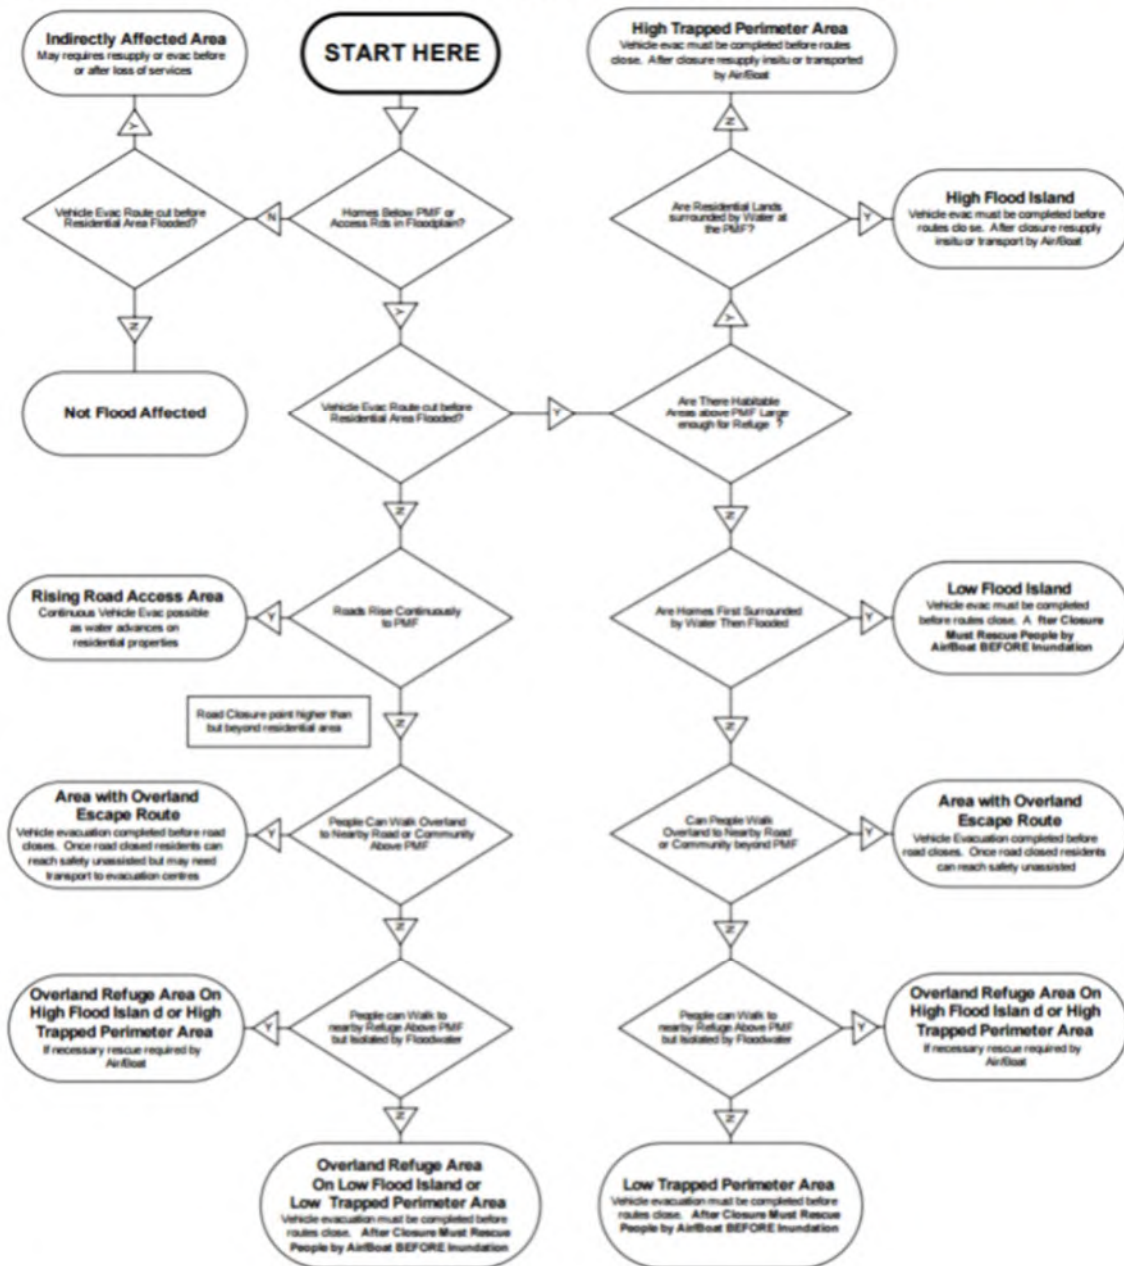 Indirectly Affected Area
May requires resupply or evac before
or after loss of services
START HERE
High Trapped Perimeter Area
Vehicle evac must be completed before routes
close. After closure resupply insitu or transported
by Air/Boat
Y
N
Vehicle Evac Route cut before
Residential Area Flooded?
N
Homes Below PMF or
Access Rds in Floodplain?
Are Residential Lands
surrounded by Water at
the PMF?
Y
High Flood Island
Vehicle evac must be completed before
routes clo se. After closure resupply
insitu or transport by Air/Boat
N
Y
Y
Not Flood Affected
Vehicle Evac Route cut before
Residential Area Flooded?
Y
Are There Habitable
Areas above PMF Large
enough for Refuge ?
N
N
Rising Road Access Area
Continuous Vehicle Evac possible
as water advances on
residential properties
Y
Roads Rise Continuously
to PMF
Are Homes First Surrounded
by Water Then Flooded
Y
Low Flood Island
Vehicle evac must be completed
before routes close. A fter Closure
Must Rescue People by
Air/Boat BEFORE Inundation
Road Closure point higher than
but beyond residential area
N
N
Area with Overland
Escape Route
Vehicle evacuation completed before road
closes. Once road closed residents can
reach safety unassisted but may need
transport to evacuation centres
Y
People Can Walk Overland
to Nearby Road or Community
Above PMF
Can People Walk
Overland to Nearby Road
or Community beyond PMF
Y
Area with Overland
Escape Route
Vehicle Evacuation completed before
road closes. Once road closed residents
can reach safety unassisted
N
N
Overland Refuge Area On
High Flood Islan d or High
Trapped Perimeter Area
If necessary rescue required by
Air/Boat
Y
People can Walk to
nearby Refuge Above PMF
but Isolated by Floodwater
People can Walk to
nearby Refuge Above PMF
but Isolated by Floodwater
Y
Overland Refuge Area On
High Flood Islan d or High
Trapped Perimeter Area
If necessary rescue required by
Air/Boat
N
N
Overland Refuge Area
On Low Flood Island or
Low Trapped Perimeter Area
Vehicle evacuation must be completed before
routes close. After Closure Must Rescue
People by Air/Boat BEFORE Inundation
Low Trapped Perimeter Area
Vehicle evacuation must be completed before
routes close. After Closure Must Rescue
People by Air/Boat BEFORE Inundation